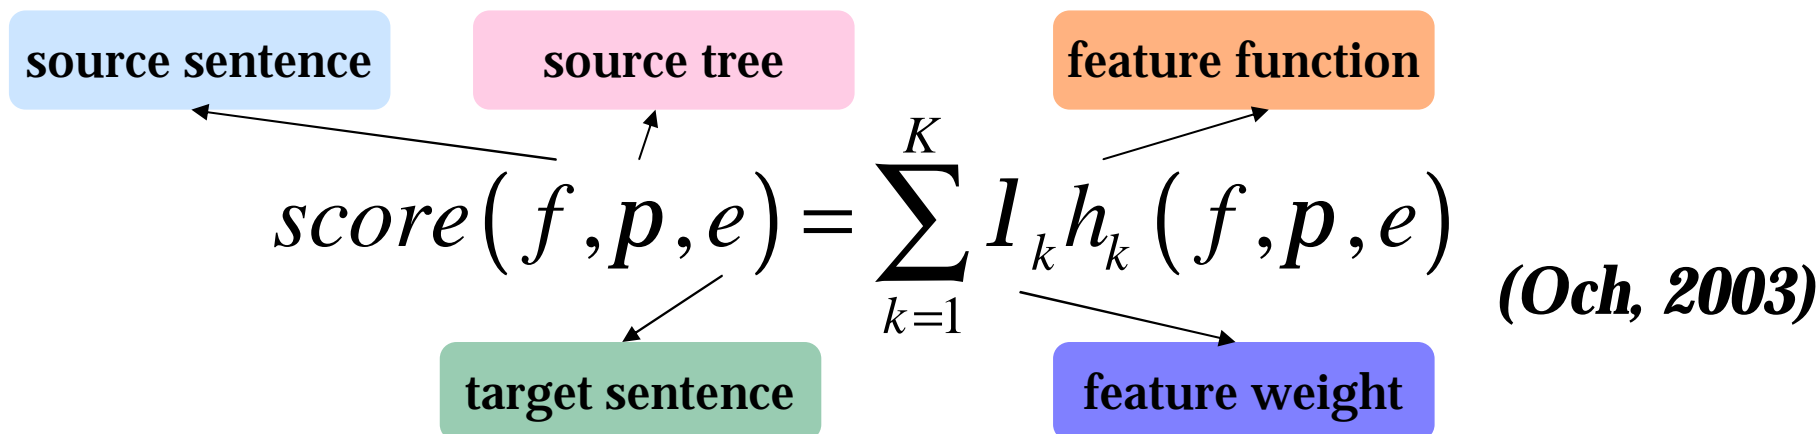 source sentence
source tree
feature function
score(f,p,e)=∑_{k=1}^{K} l_k h_k(f,p,e)
(Och, 2003)
target sentence
feature weight